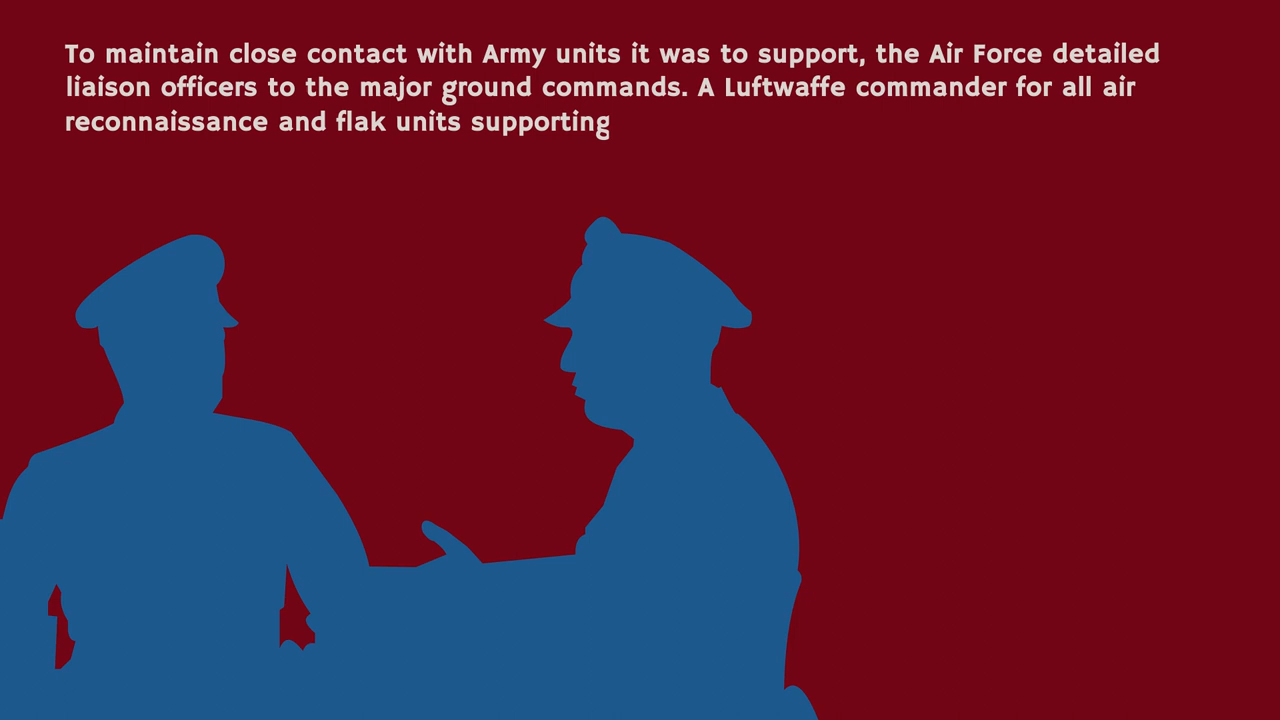 To maintain close contact with Army units it was to support, the Air Force detailed
liaison officers to the major ground commands. A Luftwaffe commander for all air
reconnaissance and flak units supporting